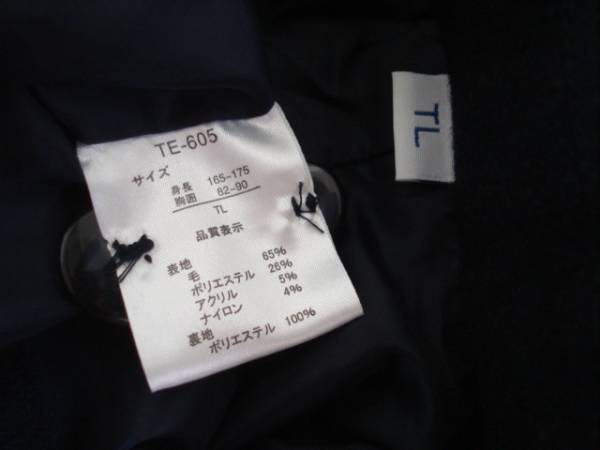 TE-605
サイズ
身長 165-175
胸囲 82-90
TL
品質表示
表地
毛 65%
ポリエステル 26%
アクリル 5%
ナイロン 4%
裏地
ポリエステル 100%
TL